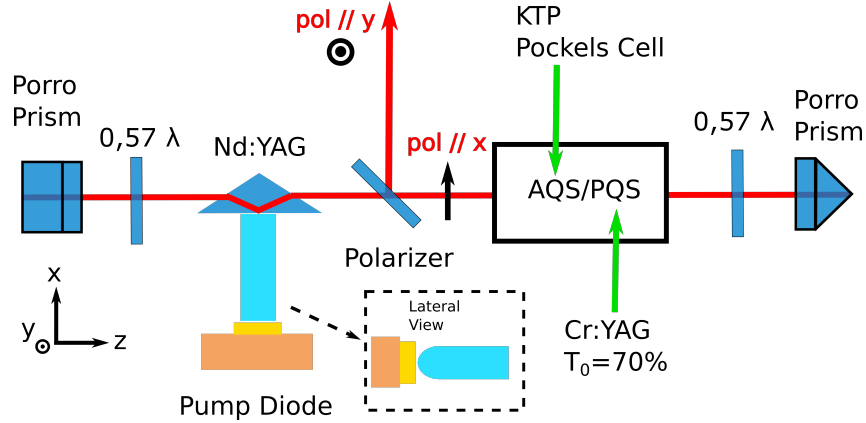 pol // y
KTP
Pockels Cell
Porro
Prism
0,57 λ
Nd:YAG
pol // x
0,57 λ
Porro
Prism
AQS/PQS
Polarizer
x
y
z
Lateral
View
Cr:YAG
T₀=70%
Pump Diode